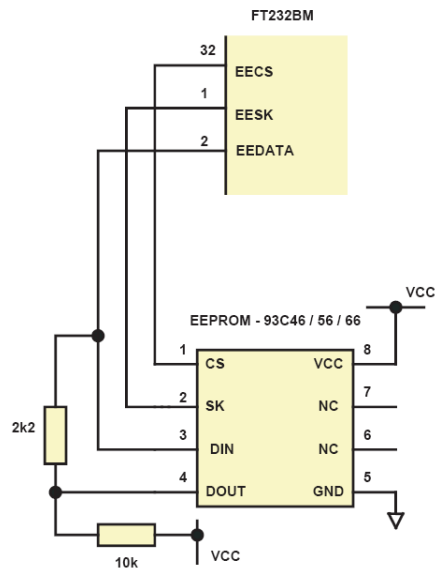 FT232BM
32
EECS
1
EESK
2
EEDATA
VCC
EEPROM - 93C46 / 56 / 66
1
CS
VCC
8
2
SK
NC
7
2k2
3
DIN
NC
6
4
DOUT
GND
5
10k
VCC